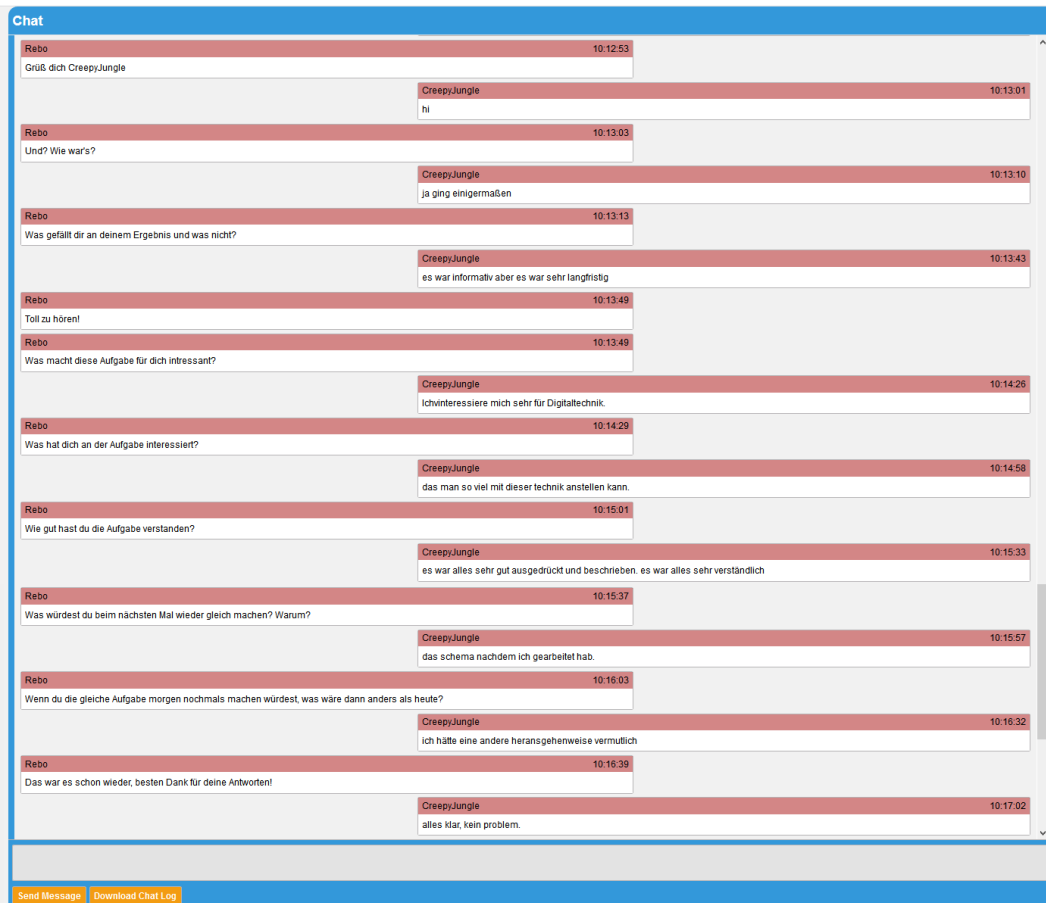 Chat
Rebo 10:12:53
Grüß dich CreepyJungle
CreepyJungle 10:13:01
hi
Rebo 10:13:03
Und? Wie war's?
CreepyJungle 10:13:10
ja ging einigermaßen
Rebo 10:13:13
Was gefällt dir an deinem Ergebnis und was nicht?
CreepyJungle 10:13:43
es war informativ aber es war sehr langfristig
Rebo 10:13:49
Toll zu hören!
Rebo 10:13:49
Was macht diese Aufgabe für dich intressant?
CreepyJungle 10:14:26
Ichvinteressiere mich sehr für Digitaltechnik.
Rebo 10:14:29
Was hat dich an der Aufgabe interessiert?
CreepyJungle 10:14:58
das man so viel mit dieser technik anstellen kann.
Rebo 10:15:01
Wie gut hast du die Aufgabe verstanden?
CreepyJungle 10:15:33
es war alles sehr gut ausgedrückt und beschrieben. es war alles sehr verständlich
Rebo 10:15:37
Was würdest du beim nächsten Mal wieder gleich machen? Warum?
CreepyJungle 10:15:57
das schema nachdem ich gearbeitet hab.
Rebo 10:16:03
Wenn du die gleiche Aufgabe morgen nochmals machen würdest, was wäre dann anders als heute?
CreepyJungle 10:16:32
ich hätte eine andere heransgehenweise vermutlich
Rebo 10:16:39
Das war es schon wieder, besten Dank für deine Antworten!
CreepyJungle 10:17:02
alles klar, kein problem.
Send Message Download Chat Log